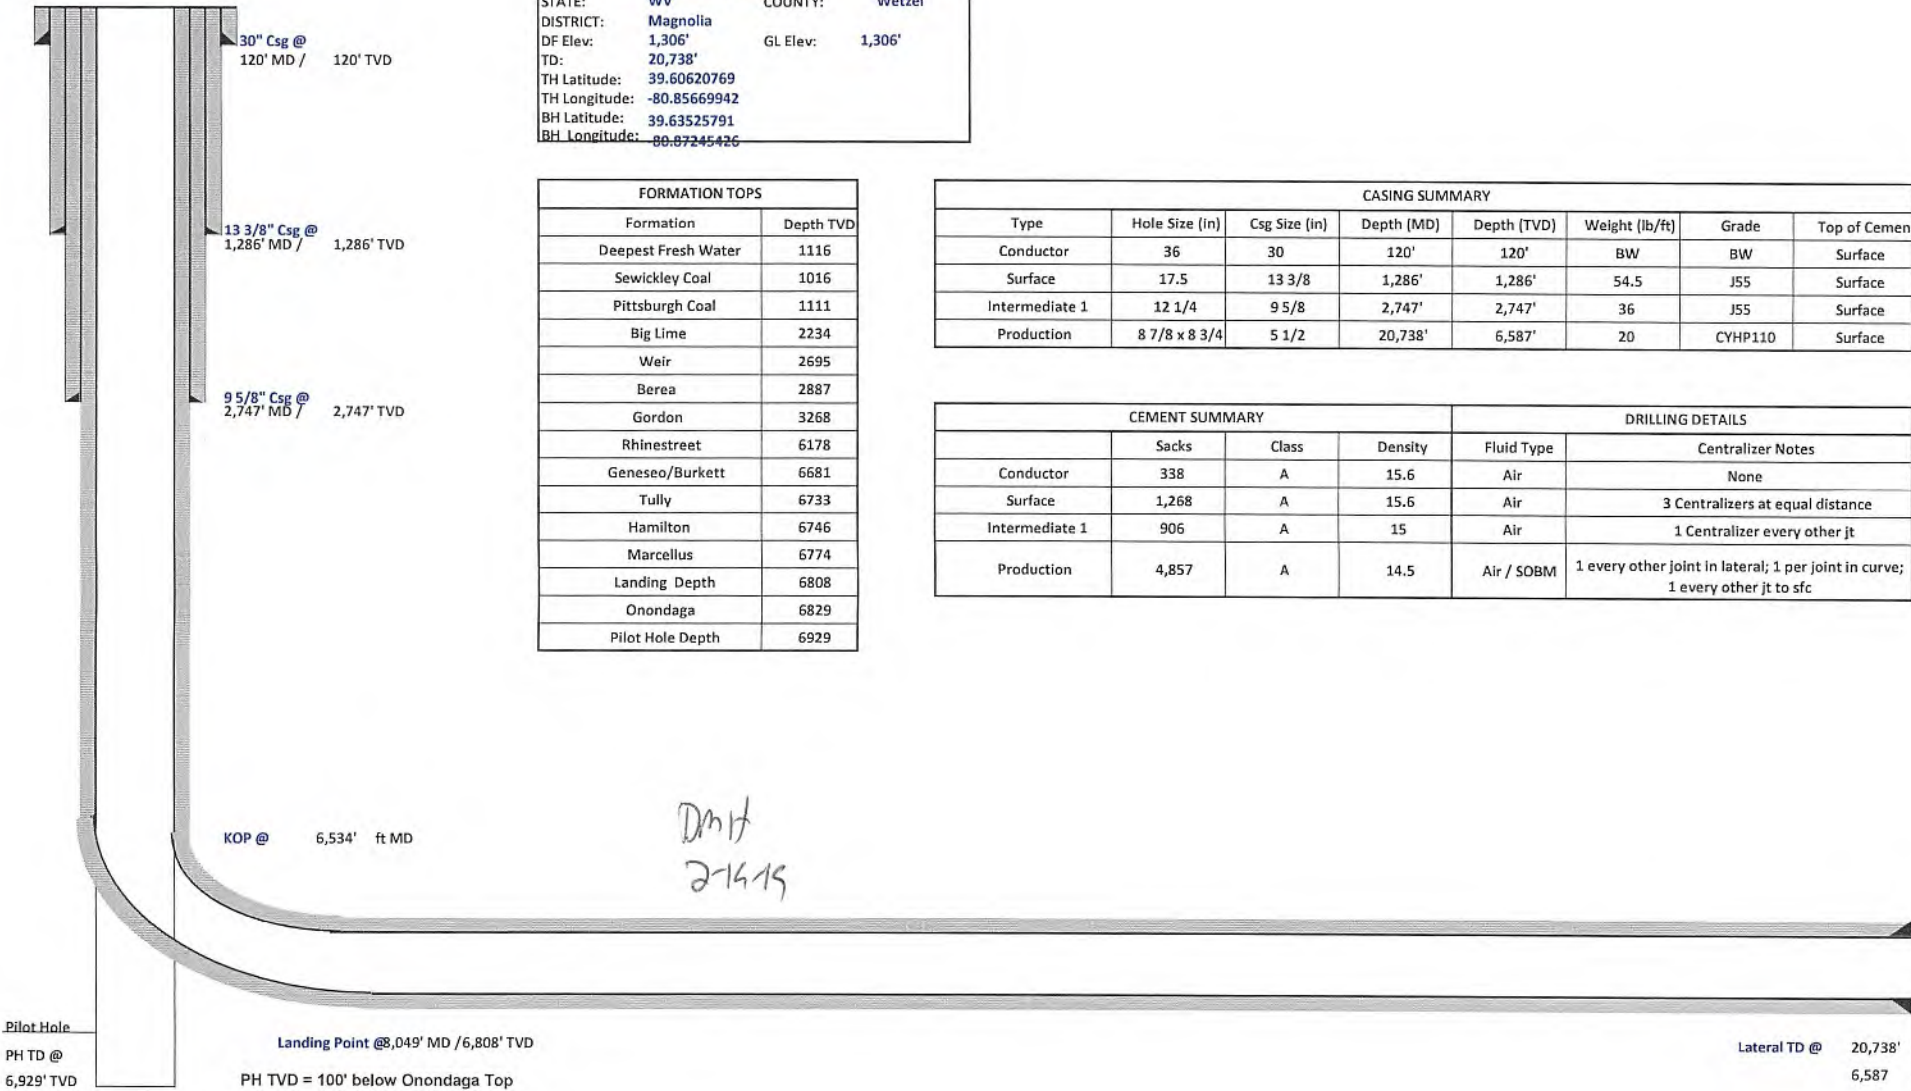 STATE: WV COUNTY: Wetzel
DISTRICT: Magnolia
DF Elev: 1,306' GL Elev: 1,306'
TD: 20,738'
TH Latitude: 39.60620769
TH Longitude: -80.85669942
BH Latitude: 39.63525791
BH Longitude: -80.87245426
30" Csg @
120' MD / 120' TVD
13 3/8" Csg @
1,286' MD / 1,286' TVD
9 5/8" Csg @
2,747' MD / 2,747' TVD
FORMATION TOPS
Formation Depth TVD
Deepest Fresh Water 1116
Sewickley Coal 1016
Pittsburgh Coal 1111
Big Lime 2234
Weir 2695
Berea 2887
Gordon 3268
Rhinestreet 6178
Geneseo/Burkett 6681
Tully 6733
Hamilton 6746
Marcellus 6774
Landing Depth 6808
Onondaga 6829
Pilot Hole Depth 6929
CASING SUMMARY
Type Hole Size (in) Csg Size (in) Depth (MD) Depth (TVD) Weight (lb/ft) Grade Top of Cemen
Conductor 36 30 120' 120' BW BW Surface
Surface 17.5 13 3/8 1,286' 1,286' 54.5 J55 Surface
Intermediate 1 12 1/4 9 5/8 2,747' 2,747' 36 J55 Surface
Production 8 7/8 x 8 3/4 5 1/2 20,738' 6,587' 20 CYHP110 Surface
CEMENT SUMMARY DRILLING DETAILS
Sacks Class Density Fluid Type Centralizer Notes
Conductor 338 A 15.6 Air None
Surface 1,268 A 15.6 Air 3 Centralizers at equal distance
Intermediate 1 906 A 15 Air 1 Centralizer every other jt
Production 4,857 A 14.5 Air / SOBM 1 every other joint in lateral; 1 per joint in curve;
1 every other jt to sfc
KOP @ 6,534' ft MD
DMH
Pilot Hole
PH TD @
6,929' TVD
Landing Point @8,049' MD /6,808' TVD
PH TVD = 100' below Onondaga Top
Lateral TD @ 20,738'
6,587